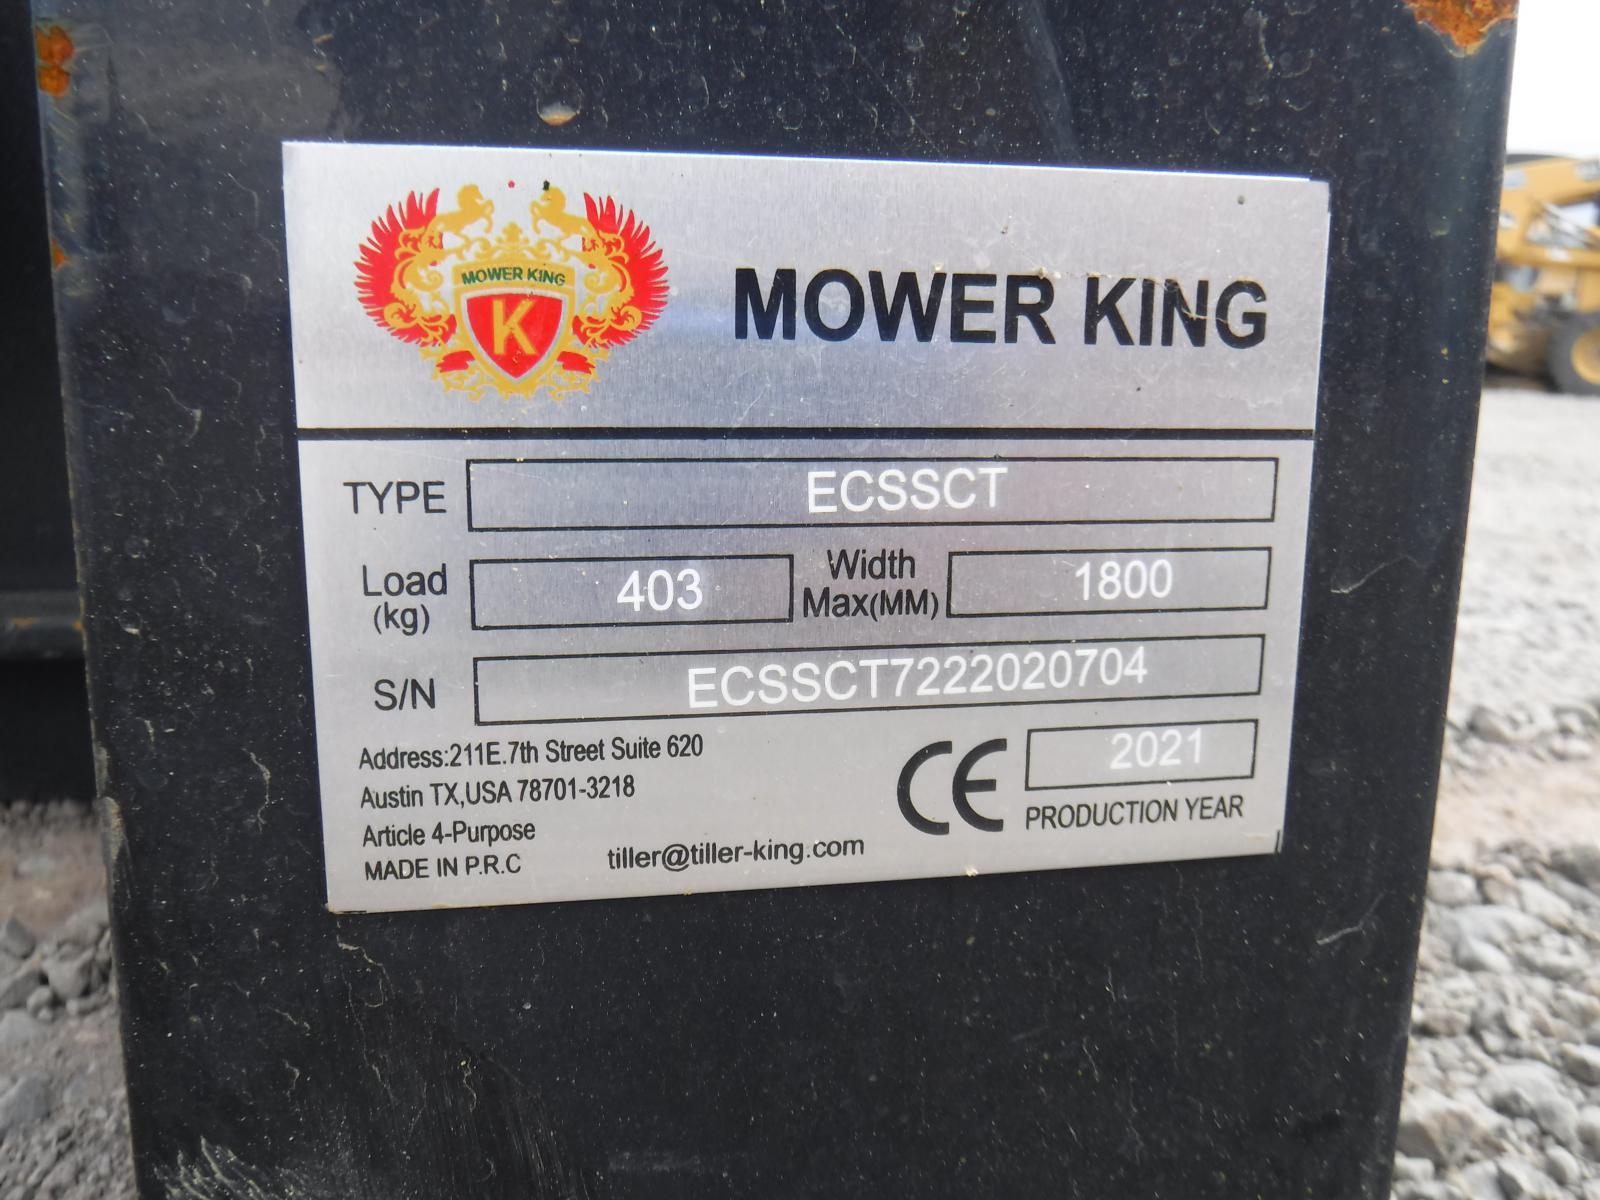 MOWER KING
K
MOWER KING
TYPE ECSSCT
Load (kg) 403 Width Max(MM) 1800
S/N ECSSCT7222020704
Address:211E.7th Street Suite 620
Austin TX,USA 78701-3218
Article 4-Purpose
MADE IN P.R.C
tiller@tiller-king.com
CE 2021
PRODUCTION YEAR